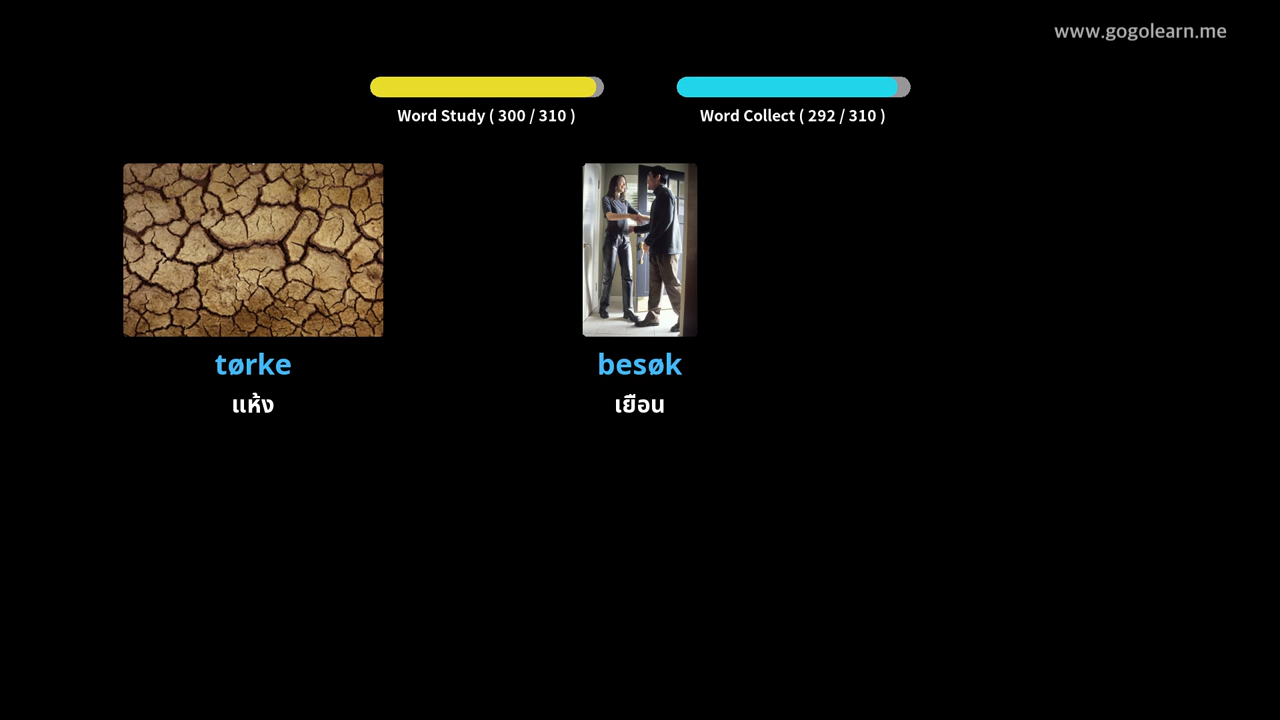 www.gogolearn.me
Word Study ( 300 / 310 )
Word Collect ( 292 / 310 )
tørke
แห้ง
besøk
เยือน